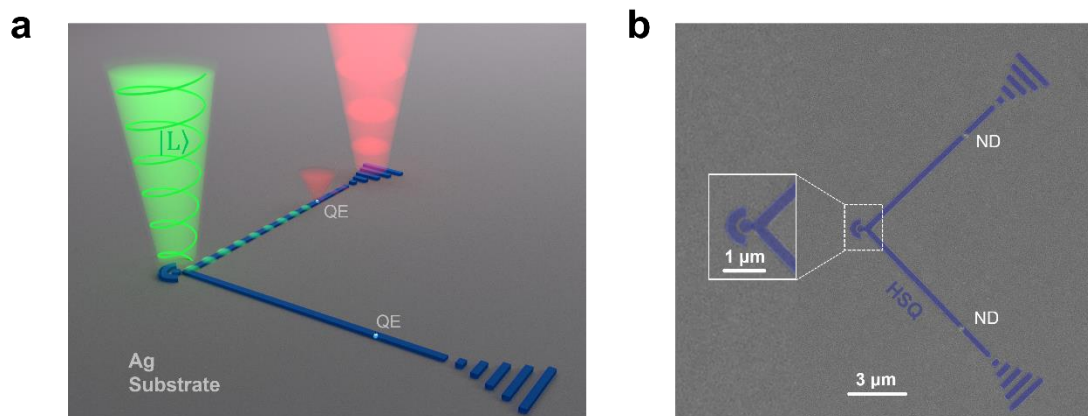 a
|L⟩
QE
QE
Ag
Substrate
b
ND
1 μm
HSQ
ND
3 μm